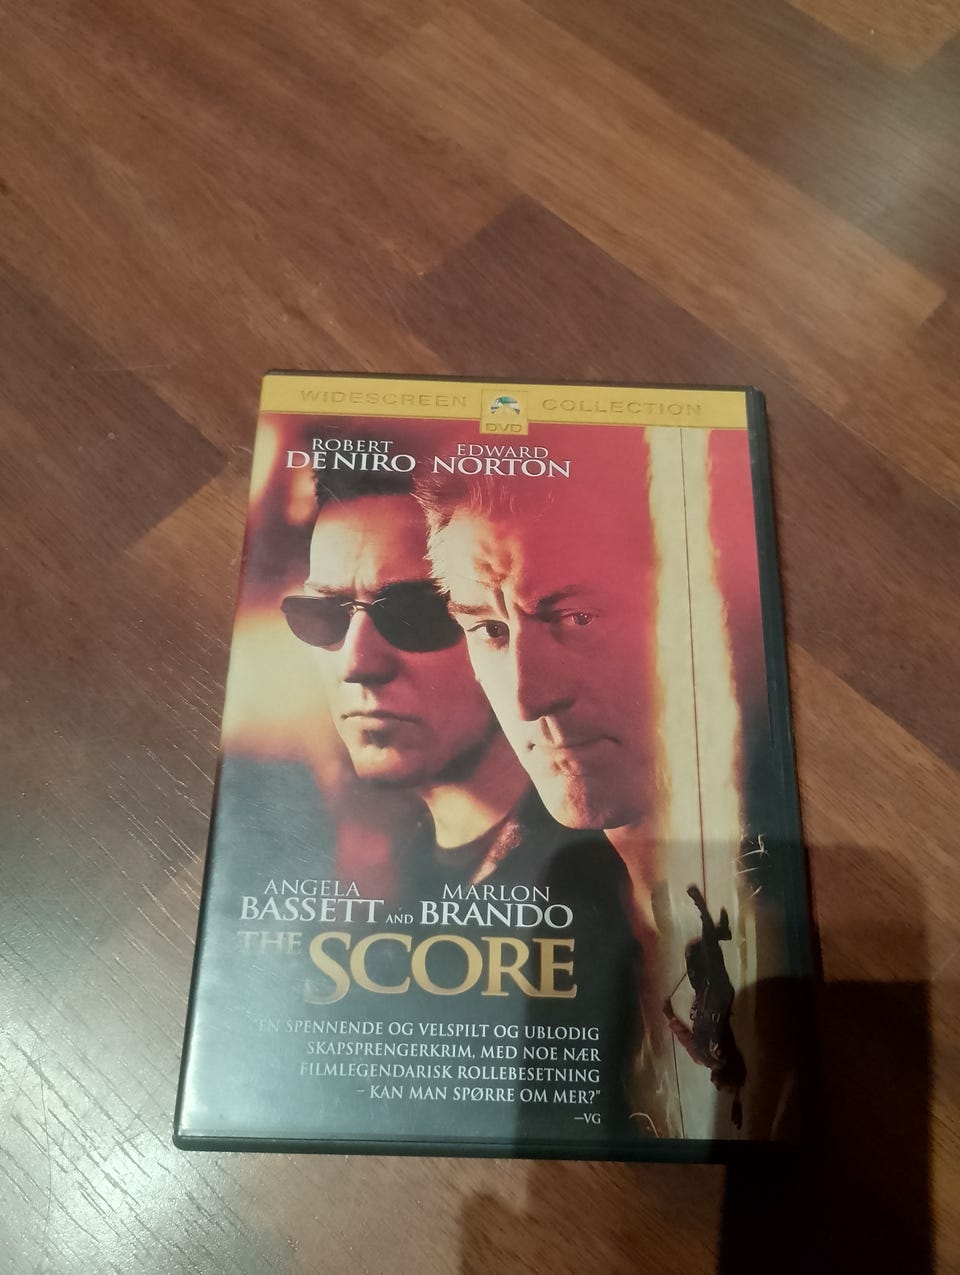 WIDESCREEN DVD COLLECTION
ROBERT EDWARD
DE NIRO NORTON
ANGELA MARLON
BASSETT AND BRANDO
THE SCORE
"EN SPENNENDE OG VELSPILT OG UBLODIG
SKAPSPRENGERKRIM, MED NOE NÆR
FILMLEGENDARISK ROLLEBESETNING
– KAN MAN SPØRRE OM MER?"
–VG